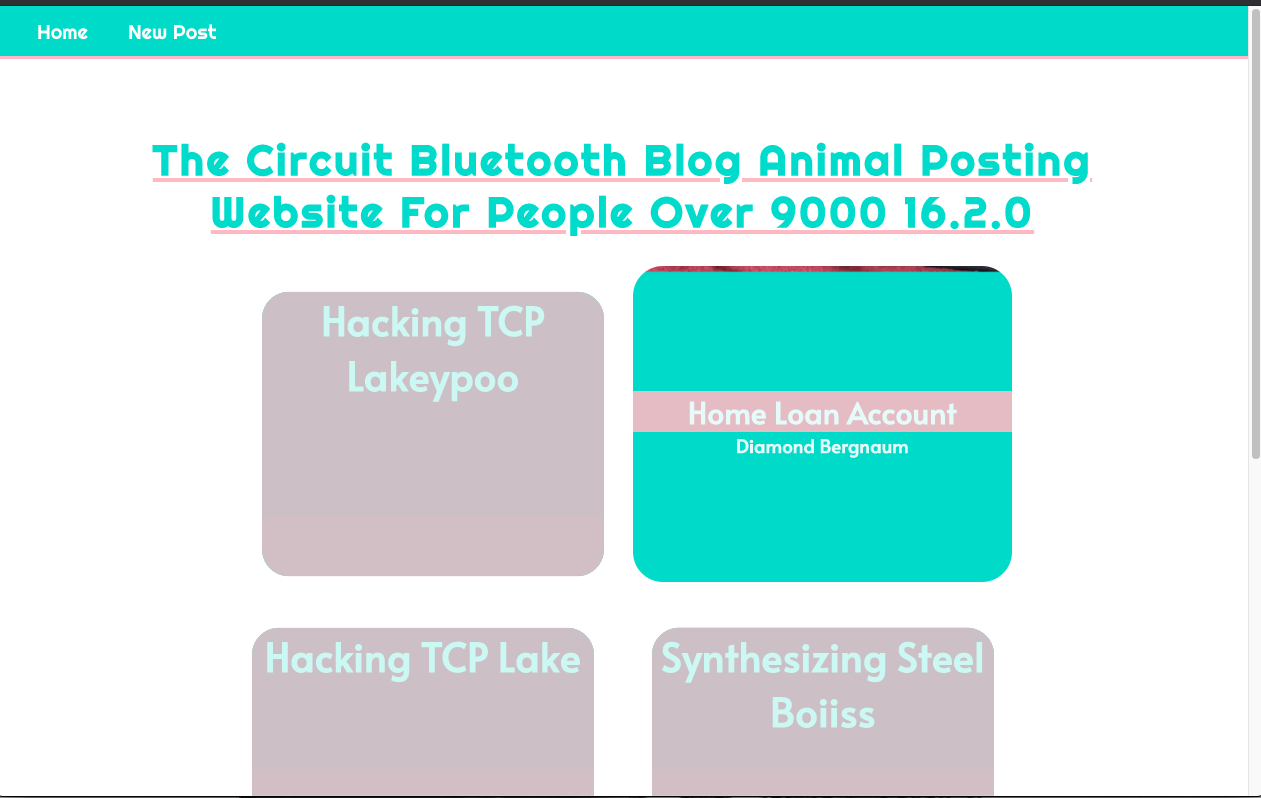 Home
New Post
The Circuit Bluetooth Blog Animal Posting
Website For People Over 9000 16.2.0
Hacking TCP
Lakeypoo
Home Loan Account
Diamond Bergnaum
Hacking TCP Lake
Synthesizing Steel
Boiiss